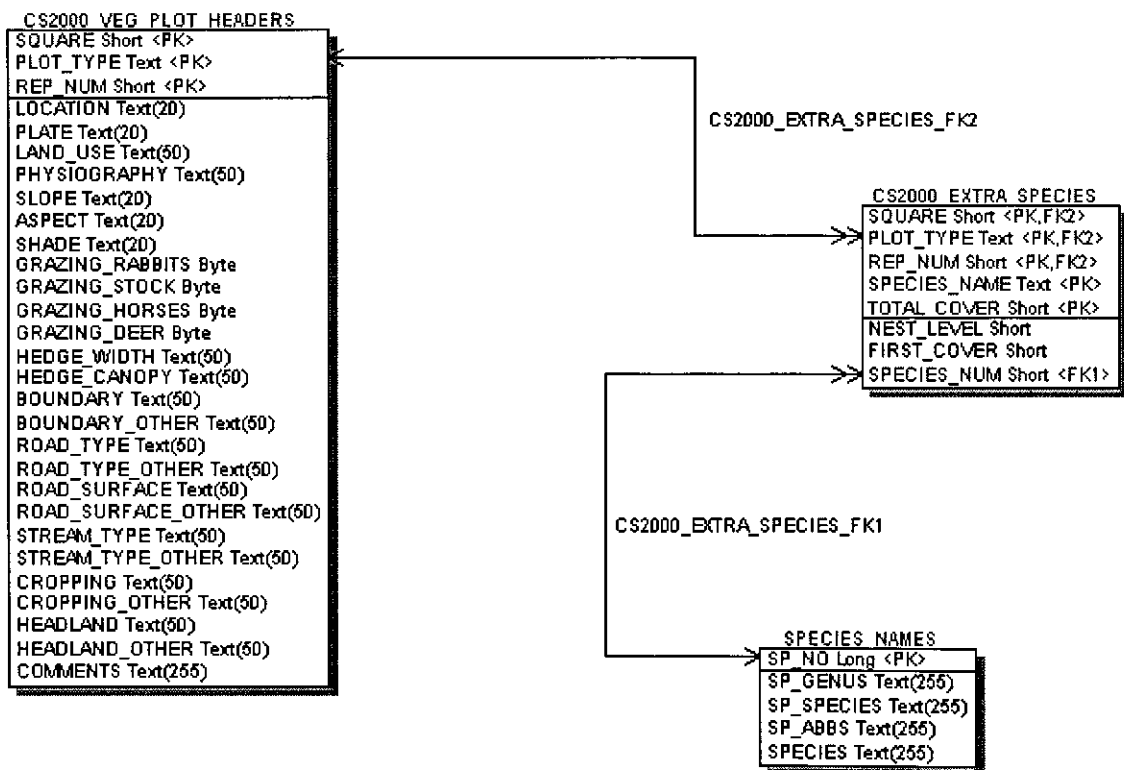 CS2000_VEG_PLOT_HEADERS
SQUARE Short <PK>
PLOT_TYPE Text <PK>
REP_NUM Short <PK>
LOCATION Text(20)
PLATE Text(20)
LAND_USE Text(50)
PHYSIOGRAPHY Text(50)
SLOPE Text(20)
ASPECT Text(20)
SHADE Text(20)
GRAZING_RABBITS Byte
GRAZING_STOCK Byte
GRAZING_HORSES Byte
GRAZING_DEER Byte
HEDGE_WIDTH Text(50)
HEDGE_CANOPY Text(50)
BOUNDARY Text(50)
BOUNDARY_OTHER Text(50)
ROAD_TYPE Text(50)
ROAD_TYPE_OTHER Text(50)
ROAD_SURFACE Text(50)
ROAD_SURFACE_OTHER Text(50)
STREAM_TYPE Text(50)
STREAM_TYPE_OTHER Text(50)
CROPPING Text(50)
CROPPING_OTHER Text(50)
HEADLAND Text(50)
HEADLAND_OTHER Text(50)
COMMENTS Text(255)
CS2000_EXTRA_SPECIES_FK2
CS2000_EXTRA_SPECIES
SQUARE Short <PK,FK2>
PLOT_TYPE Text <PK,FK2>
REP_NUM Short <PK,FK2>
SPECIES_NAME Text <PK>
TOTAL_COVER Short <PK>
NEST_LEVEL Short
FIRST_COVER Short
SPECIES_NUM Short <FK1>
CS2000_EXTRA_SPECIES_FK1
SPECIES_NAMES
SP_NO Long <PK>
SP_GENUS Text(255)
SP_SPECIES Text(255)
SP_ABBS Text(255)
SPECIES Text(255)